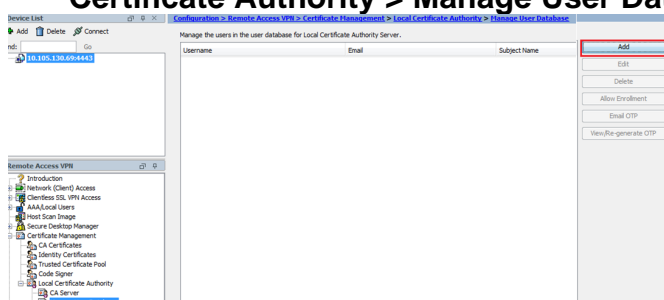 Certificate Authority > Manage User Dat
Device List
Configuration > Remote Access VPN > Certificate Management > Local Certificate Authority > Manage User Database
Add Delete Connect
Manage the users in the user database for Local Certificate Authority Server.
Go
10.105.130.69:4443
Username Email Subject Name
Add
Edit
Delete
Allow Enrollment
Email OTP
View/Re-generate OTP
Remote Access VPN
Introduction
Network (Client) Access
Clientless SSL VPN Access
AAA/Local Users
Host Scan Image
Secure Desktop Manager
Certificate Management
CA Certificates
Identity Certificates
Trusted Certificate Pool
Code Signer
Local Certificate Authority
CA Server